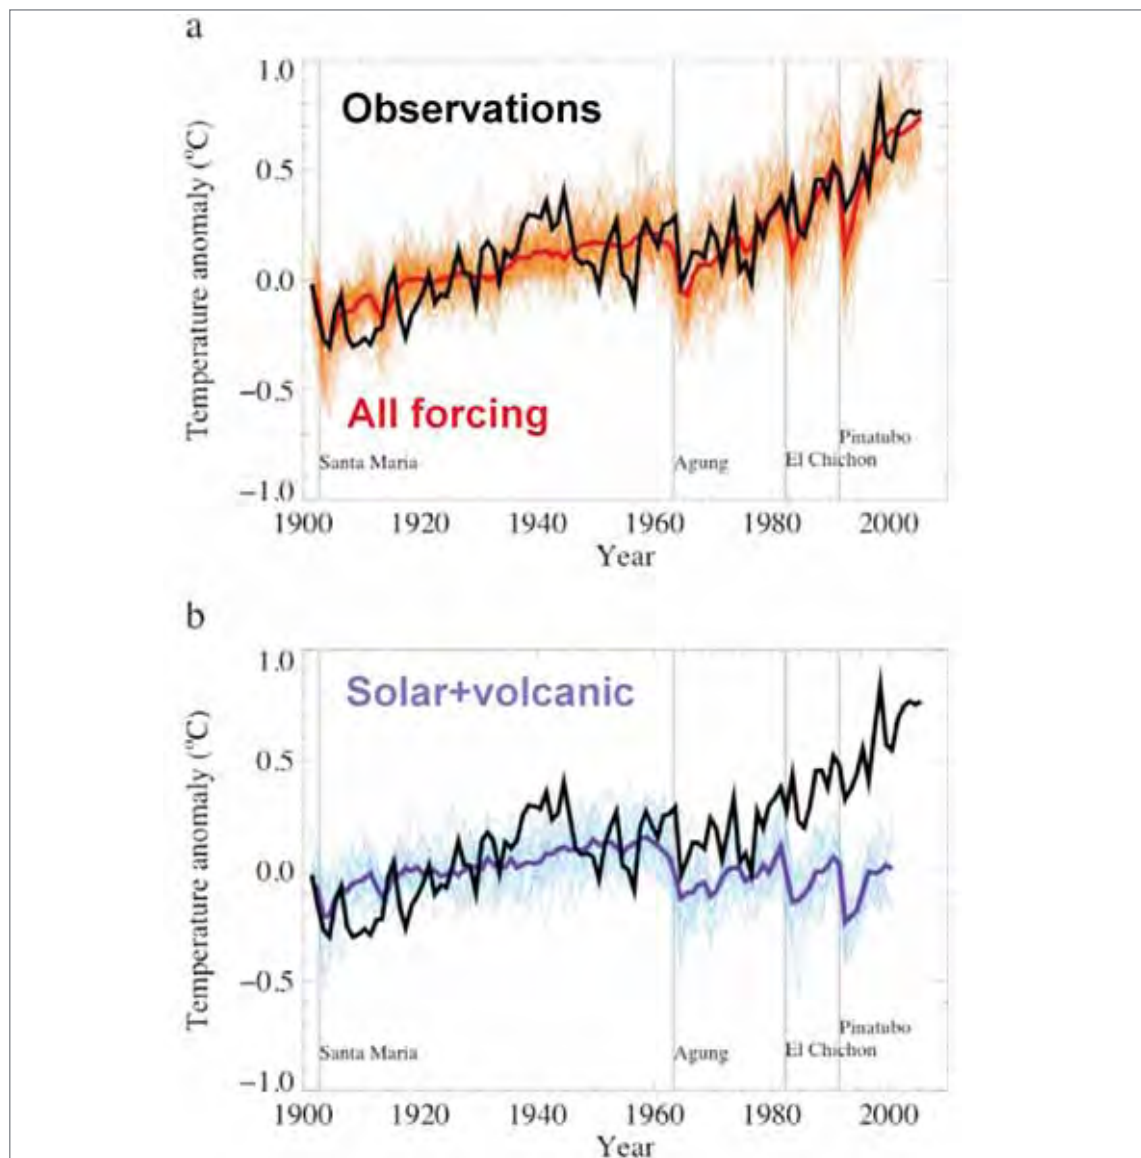 a
Temperature anomaly (°C)
1.0
0.5
0.0
−0.5
−1.0
Observations
All forcing
Santa Maria
Agung
El Chichon
Pinatubo
1900 1920 1940 1960 1980 2000
Year
b
Temperature anomaly (°C)
1.0
0.5
0.0
−0.5
−1.0
Solar+volcanic
Santa Maria
Agung
El Chichon
Pinatubo
1900 1920 1940 1960 1980 2000
Year